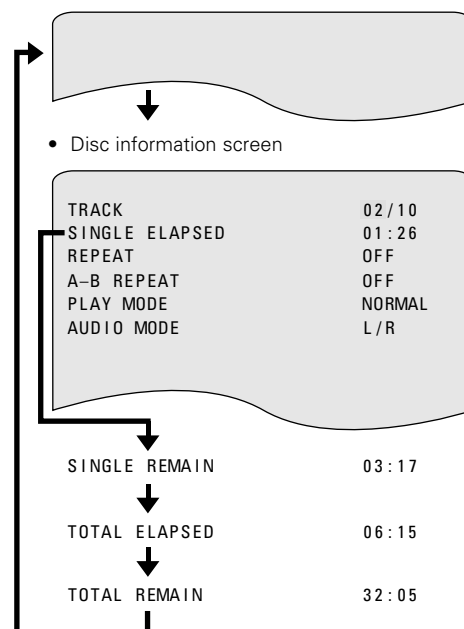 • Disc information screen
TRACK 02/10
SINGLE ELAPSED 01:26
REPEAT OFF
A–B REPEAT OFF
PLAY MODE NORMAL
AUDIO MODE L/R
SINGLE REMAIN 03:17
TOTAL ELAPSED 06:15
TOTAL REMAIN 32:05